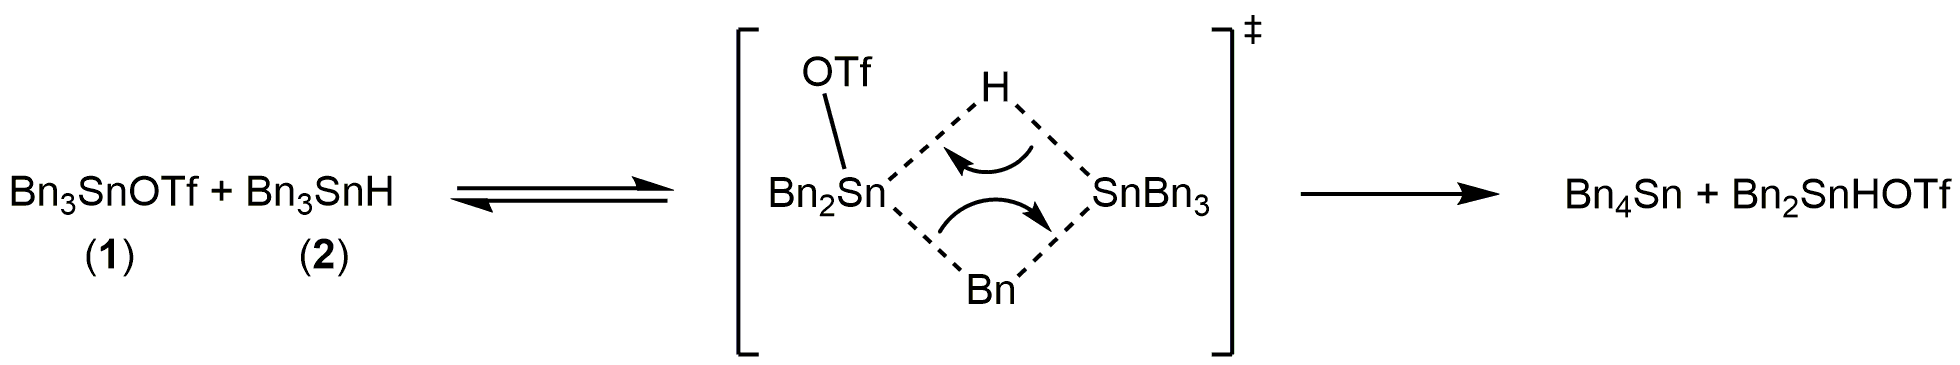 ‡
OTf
H
Bn₃SnOTf + Bn₃SnH Bn₂Sn SnBn₃ Bn₄Sn + Bn₂SnHOTf
(1) (2)
Bn